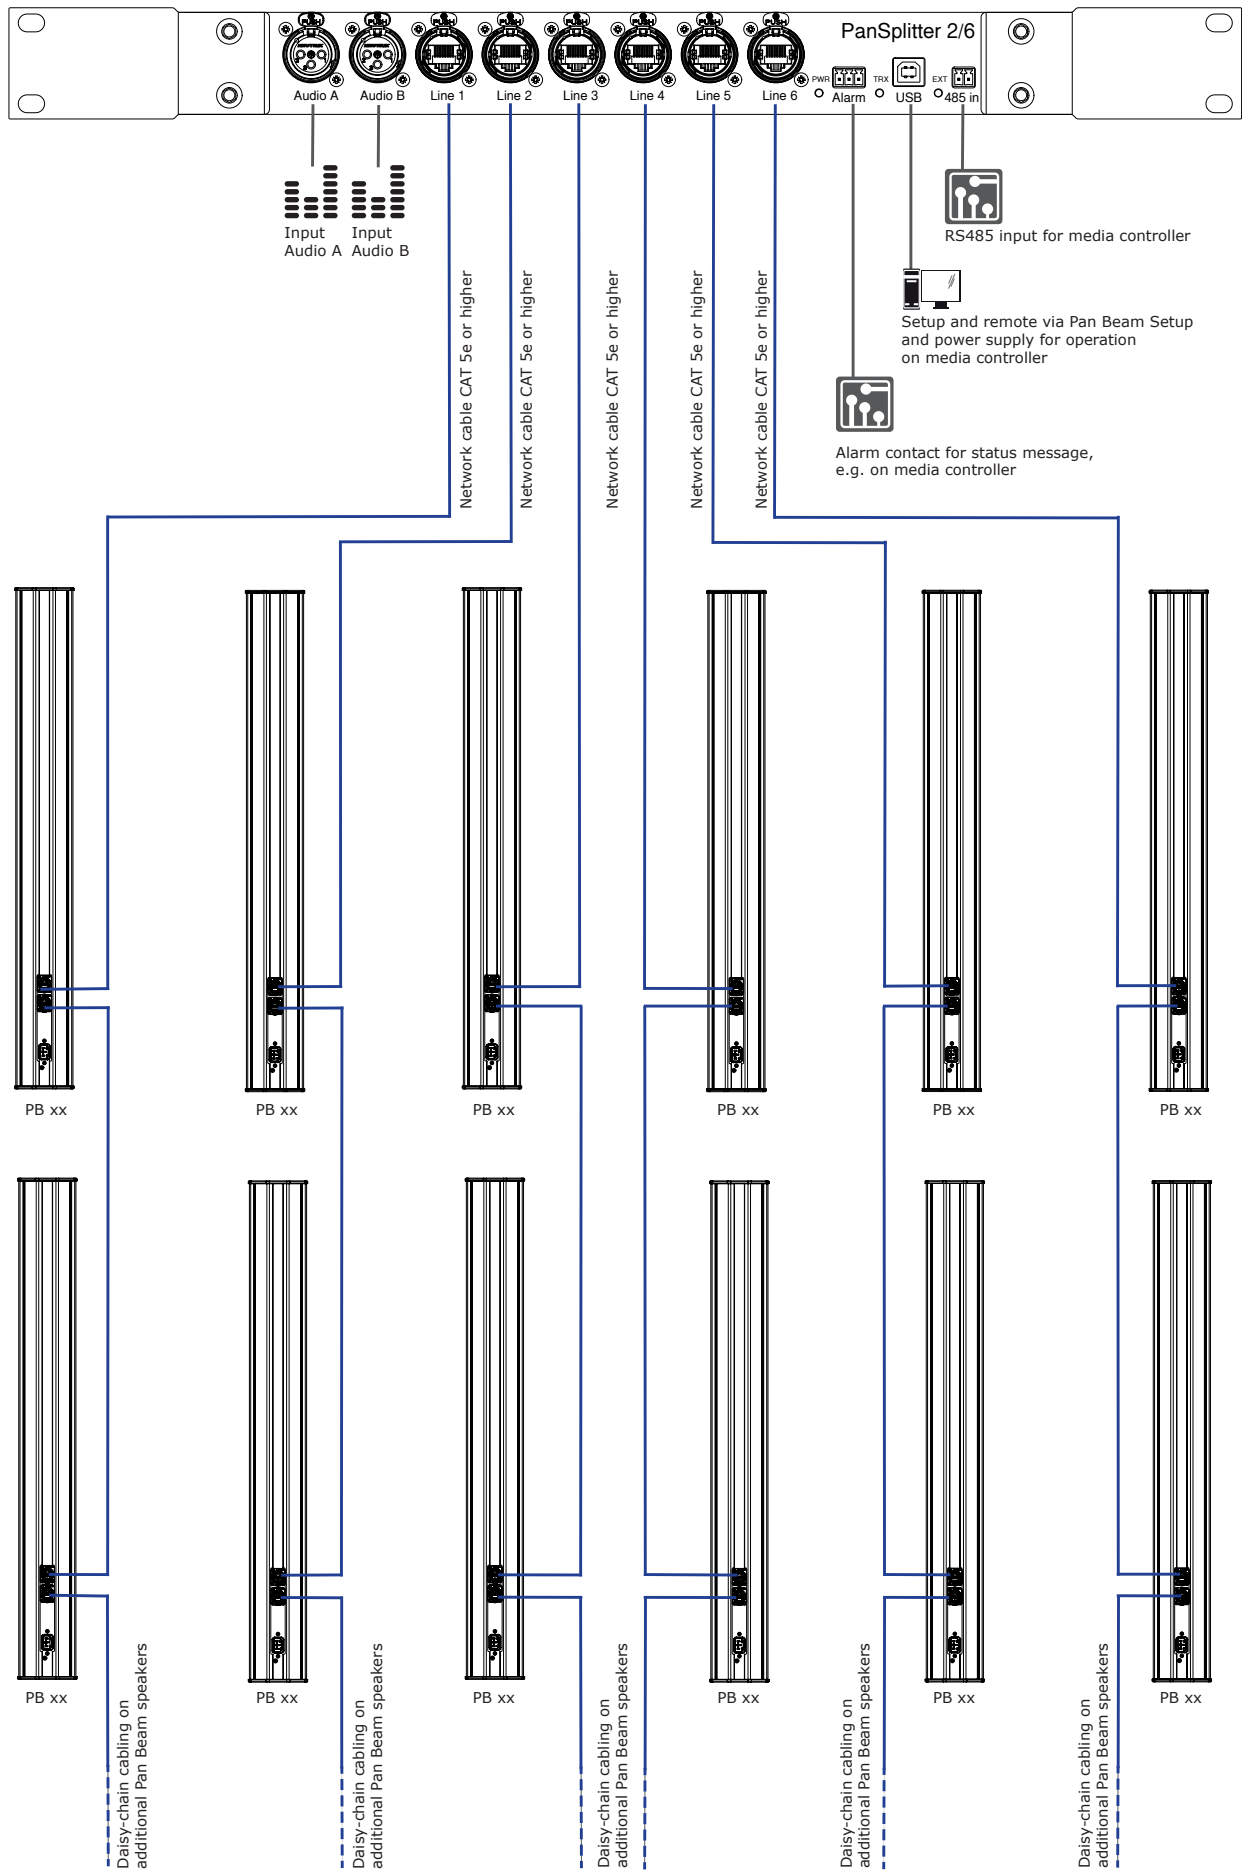 PUSH PUSH PUSH PUSH PUSH PUSH PUSH PUSH
PanSplitter 2/6
PWR TRX EXT
Audio A Audio B Line 1 Line 2 Line 3 Line 4 Line 5 Line 6 Alarm USB 485 in
Input
Audio A
Input
Audio B
RS485 input for media controller
Setup and remote via Pan Beam Setup
and power supply for operation
on media controller
Alarm contact for status message,
e.g. on media controller
Network cable CAT 5e or higher
Network cable CAT 5e or higher
Network cable CAT 5e or higher
Network cable CAT 5e or higher
Network cable CAT 5e or higher
PB xx PB xx PB xx PB xx PB xx PB xx
PB xx PB xx PB xx PB xx PB xx PB xx
Daisy-chain cabling on
additional Pan Beam speakers
Daisy-chain cabling on
additional Pan Beam speakers
Daisy-chain cabling on
additional Pan Beam speakers
Daisy-chain cabling on
additional Pan Beam speakers
Daisy-chain cabling on
additional Pan Beam speakers